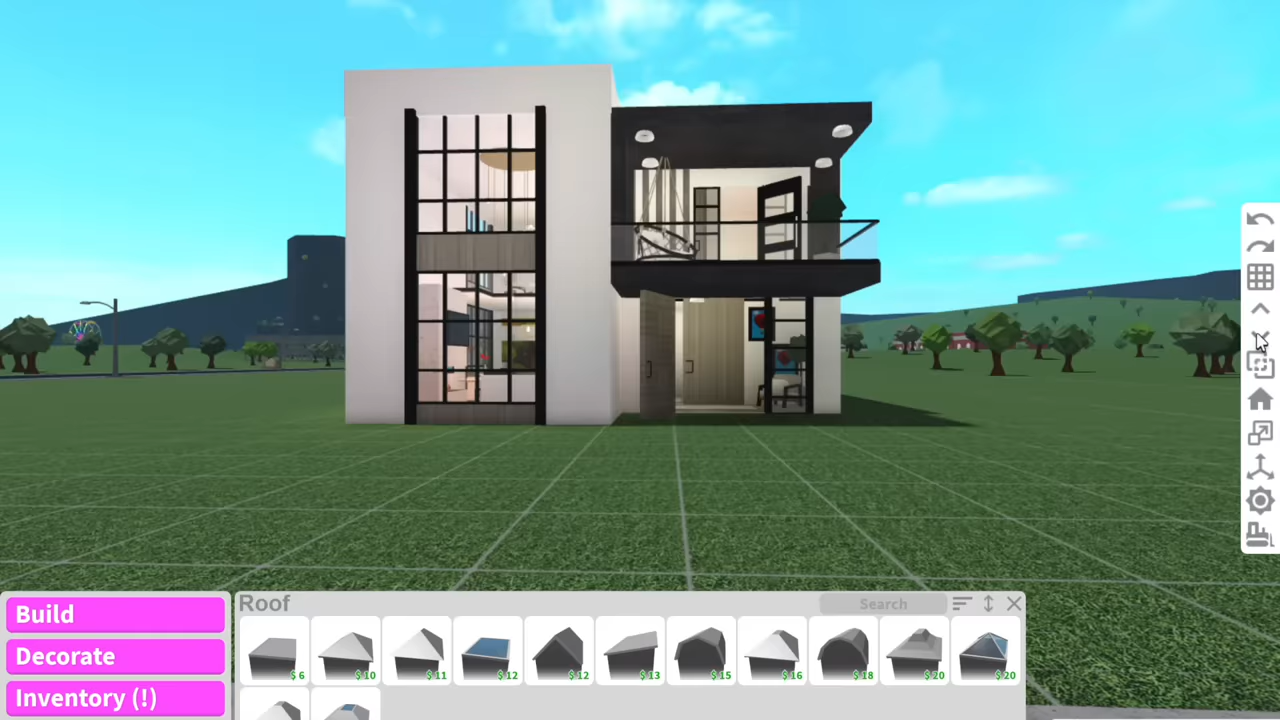 Build
Decorate
Inventory (!)
Roof
Search
$6
$10
$11
$12
$12
$13
$15
$16
$18
$20
$20